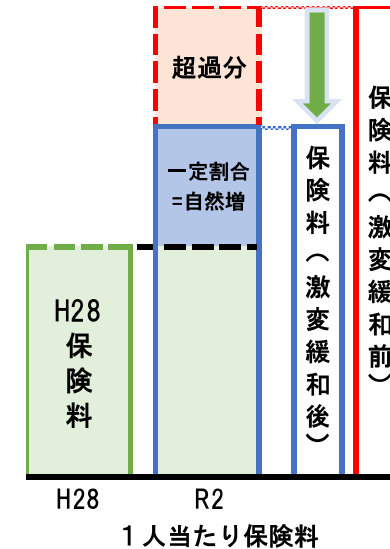 超過分
一定割合
=自然増
H28
保険料
保険料（激変緩和後）
保険料（激変緩和前）
H28
R2
１人当たり保険料